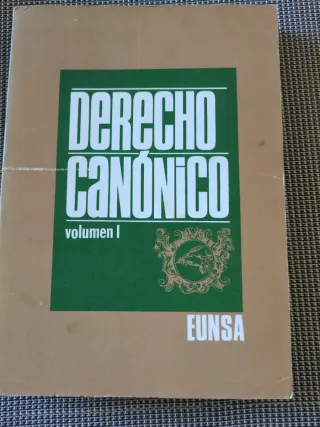 DERECHO
CANÓNICO
volumen I
EUNSA